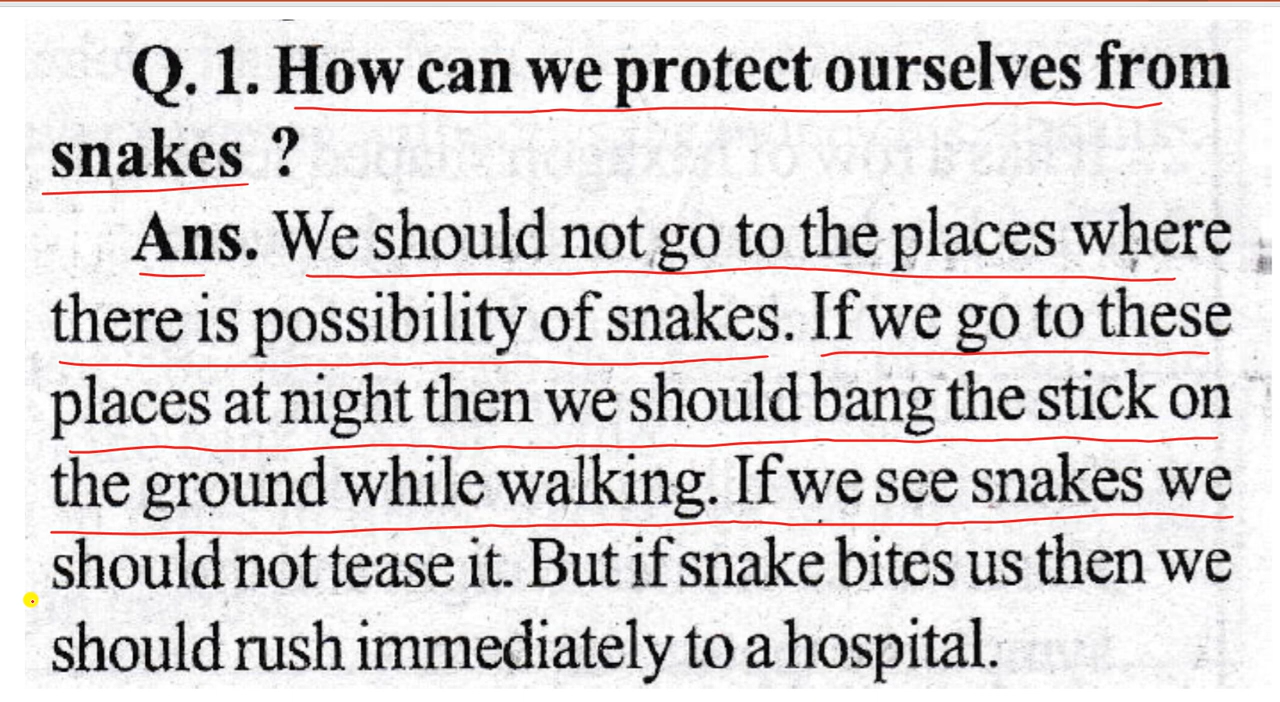 Q. 1. How can we protect ourselves from
snakes ?
Ans. We should not go to the places where
there is possibility of snakes. If we go to these
places at night then we should bang the stick on
the ground while walking. If we see snakes we
should not tease it. But if snake bites us then we
should rush immediately to a hospital.